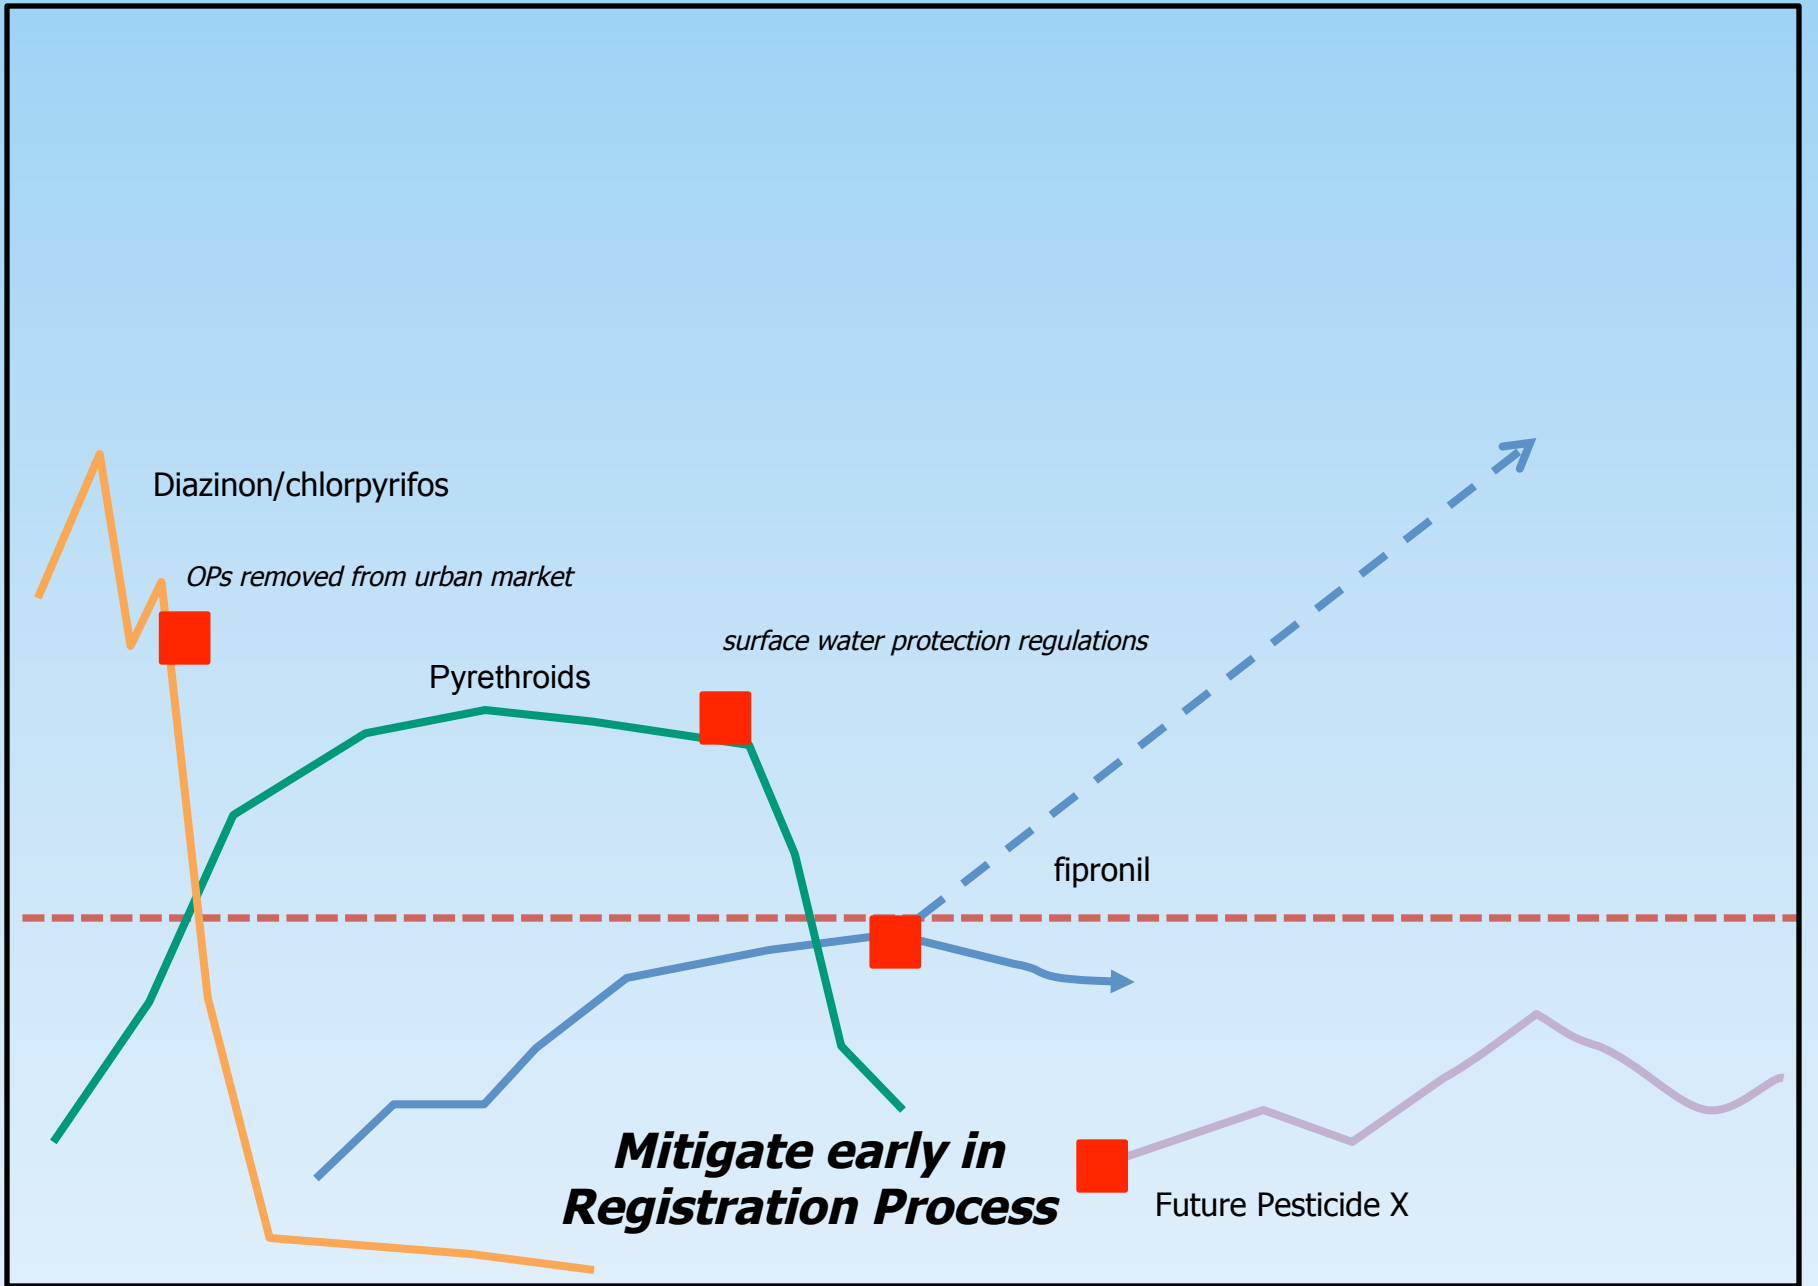 Diazinon/chlorpyrifos
OPs removed from urban market
surface water protection regulations
Pyrethroids
fipronil
Mitigate early in
Registration Process
Future Pesticide X